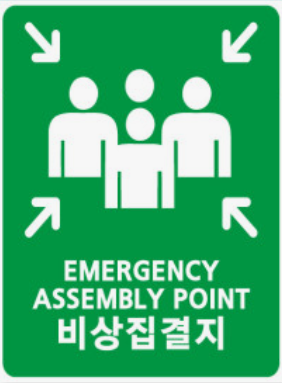 EMERGENCY
ASSEMBLY POINT
비상집결지